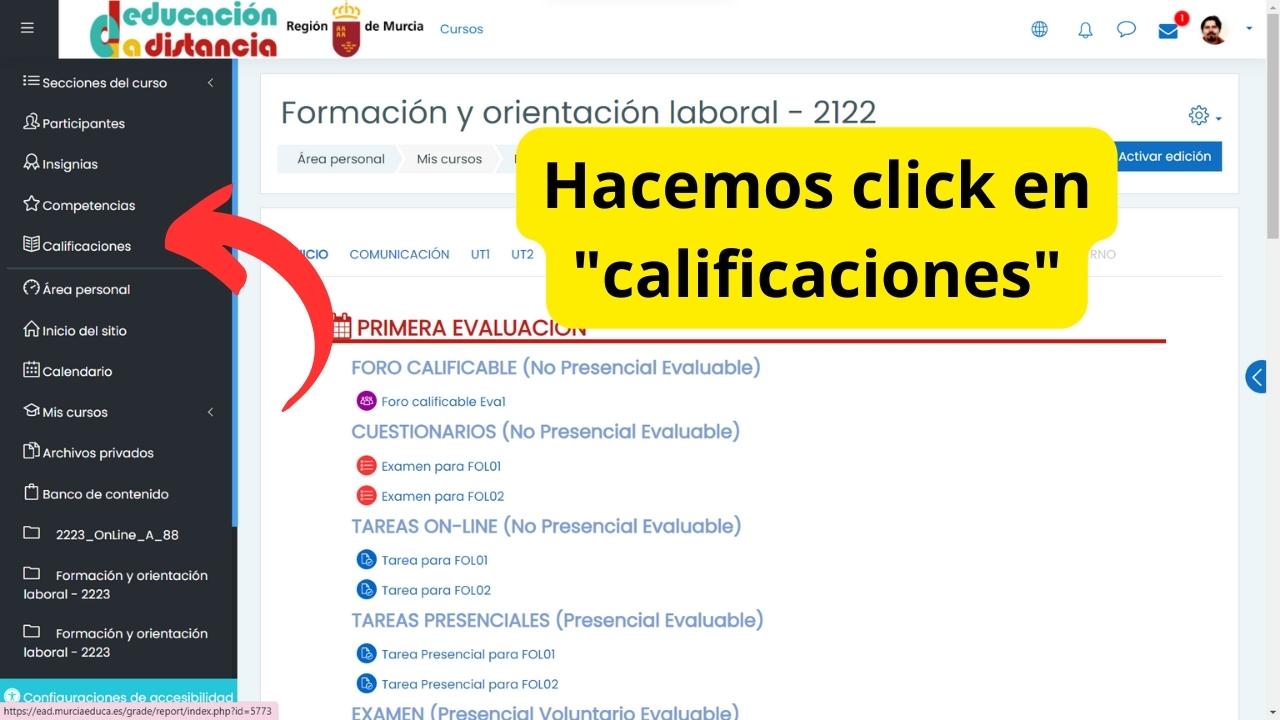 educación
a distancia
Región de Murcia
Cursos
1
Secciones del curso
Participantes
Insignias
Competencias
Calificaciones
Área personal
Inicio del sitio
Calendario
Mis cursos
Archivos privados
Banco de contenido
2223_OnLine_A_88
Formación y orientación
laboral - 2223
Formación y orientación
laboral - 2223
Configuraciones de accesibilidad
https://ead.murciaeduca.es/grade/report/index.php?id=5773
Formación y orientación laboral - 2122
Área personal
Mis cursos
Activar edición
Hacemos click en
"calificaciones"
COMUNICACIÓN
UT1
UT2
PRIMERA EVALUACIÓN
FORO CALIFICABLE (No Presencial Evaluable)
Foro calificable Eva1
CUESTIONARIOS (No Presencial Evaluable)
Examen para FOL01
Examen para FOL02
TAREAS ON-LINE (No Presencial Evaluable)
Tarea para FOL01
Tarea para FOL02
TAREAS PRESENCIALES (Presencial Evaluable)
Tarea Presencial para FOL01
Tarea Presencial para FOL02
EXAMEN (Presencial Voluntario Evaluable)